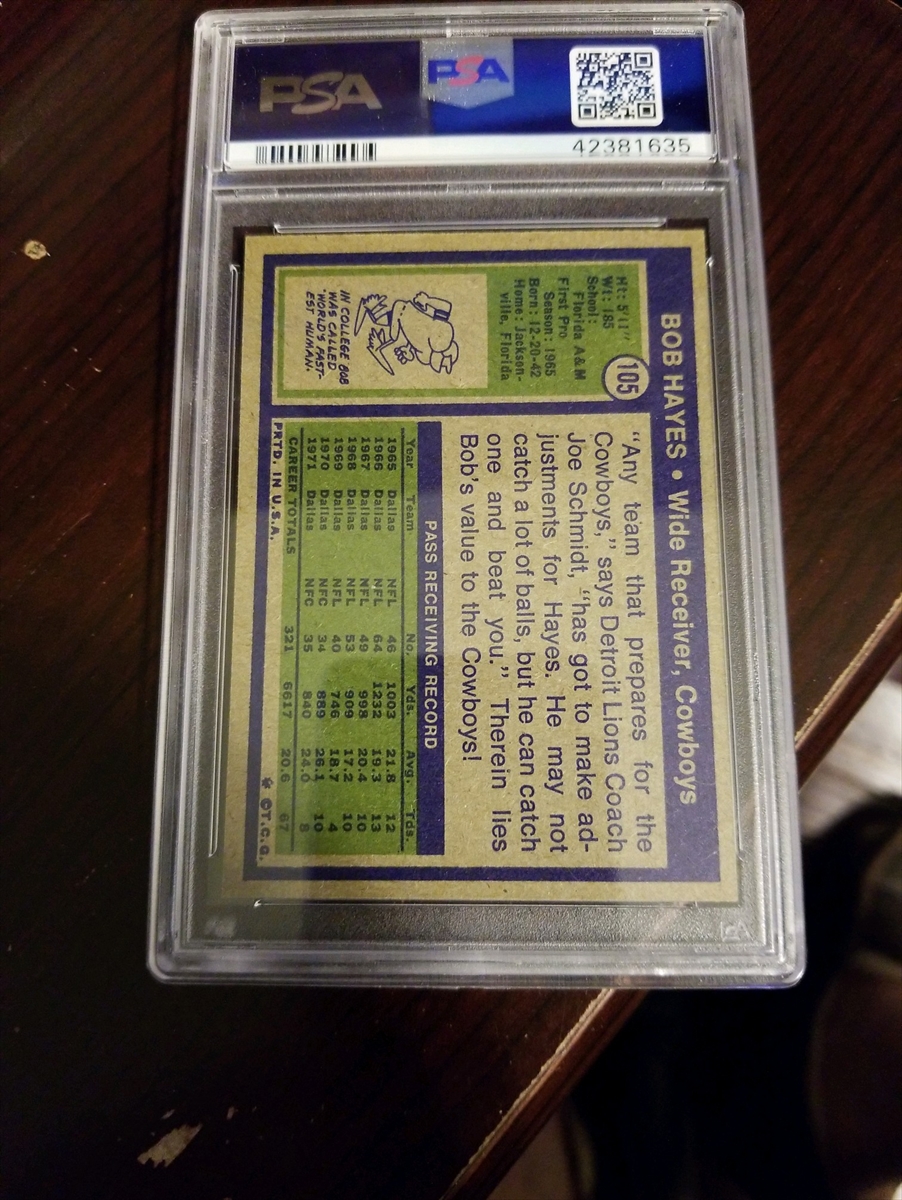 PSA
PSA
42381635
BOB HAYES • Wide Receiver, Cowboys
105
Ht: 5'11"
Wt: 185
School:
Florida A & M
First Pro
Season: 1965
Born: 12-20-42
Home: Jackson-
ville, Florida
IN COLLEGE BOB
WAS CALLED
"WORLD'S FAST-
EST HUMAN.
"Any team that prepares for the
Cowboys," says Detroit Lions Coach
Joe Schmidt, "has got to make ad-
justments for Hayes. He may not
catch a lot of balls, but he can catch
one and beat you." Therein lies
Bob's value to the Cowboys!
PASS RECEIVING RECORD
Year Team No. Yds. Avg. Tds.
1965 Dallas NFL 46 1003 21.8 12
1966 Dallas NFL 64 1232 19.3 13
1967 Dallas NFL 49 998 20.4 10
1968 Dallas NFL 53 909 17.2 10
1969 Dallas NFL 40 746 18.7 4
1970 Dallas NFC 34 889 26.1 10
1971 Dallas NFC 35 840 24.0 8
CAREER TOTALS 321 6617 20.6 67
PRTD. IN U.S.A. * ©T.C.G.